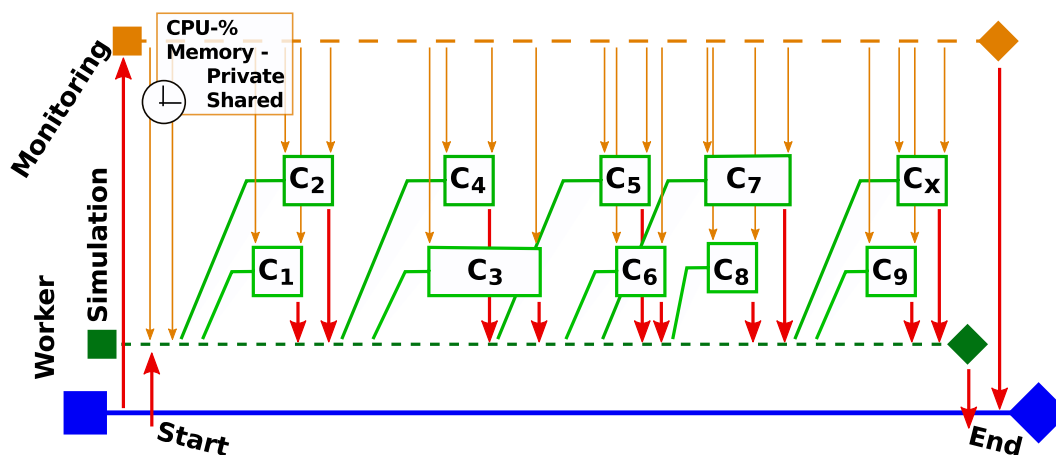 CPU-%
Memory -
Private
Shared
Monitoring
Simulation
Worker
C2
C4
C5
C7
Cx
C1
C3
C6
C8
C9
Start
End